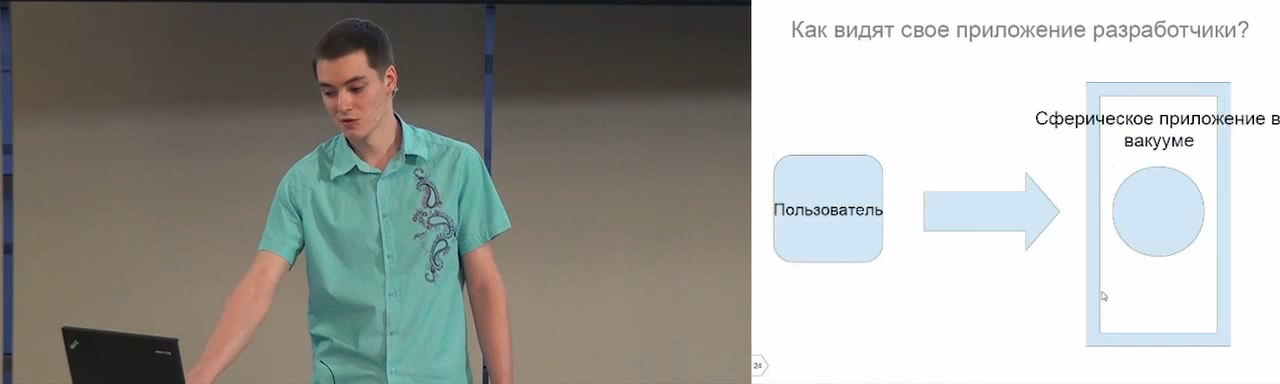 Как видят свое приложение разработчики?
Сферическое приложение в
вакууме
Пользователь
24